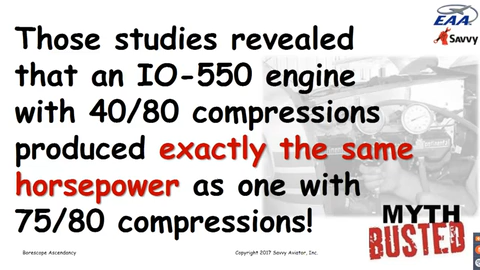 EAA
SAVVY
Those studies revealed
that an IO-550 engine
with 40/80 compressions
produced exactly the same
horsepower as one with
75/80 compressions!
MYTH
BUSTED
Borescope Ascendancy
Copyright 2017 Savvy Aviator, Inc.